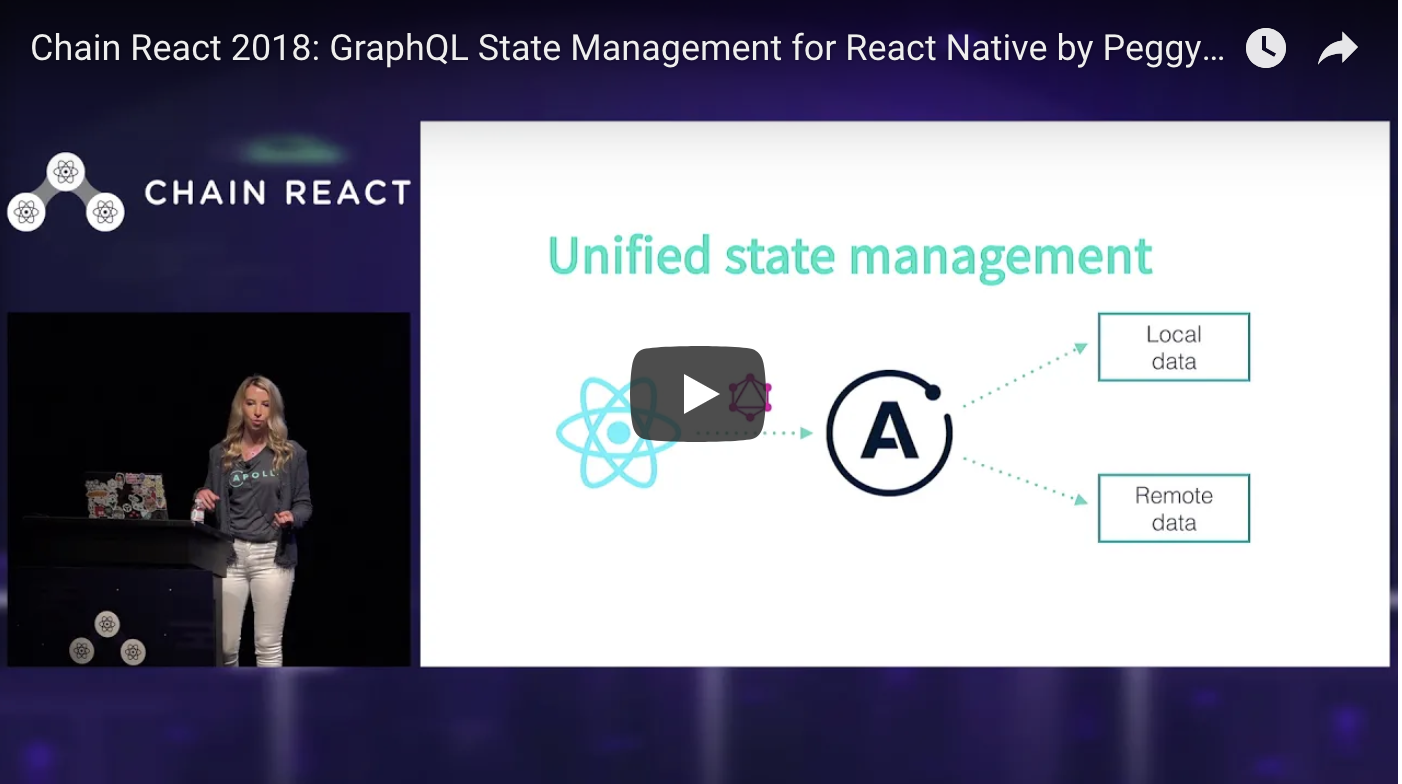 Chain React 2018: GraphQL State Management for React Native by Peggy...
CHAIN REACT
Unified state management
Local
data
A
Remote
data
APOLL